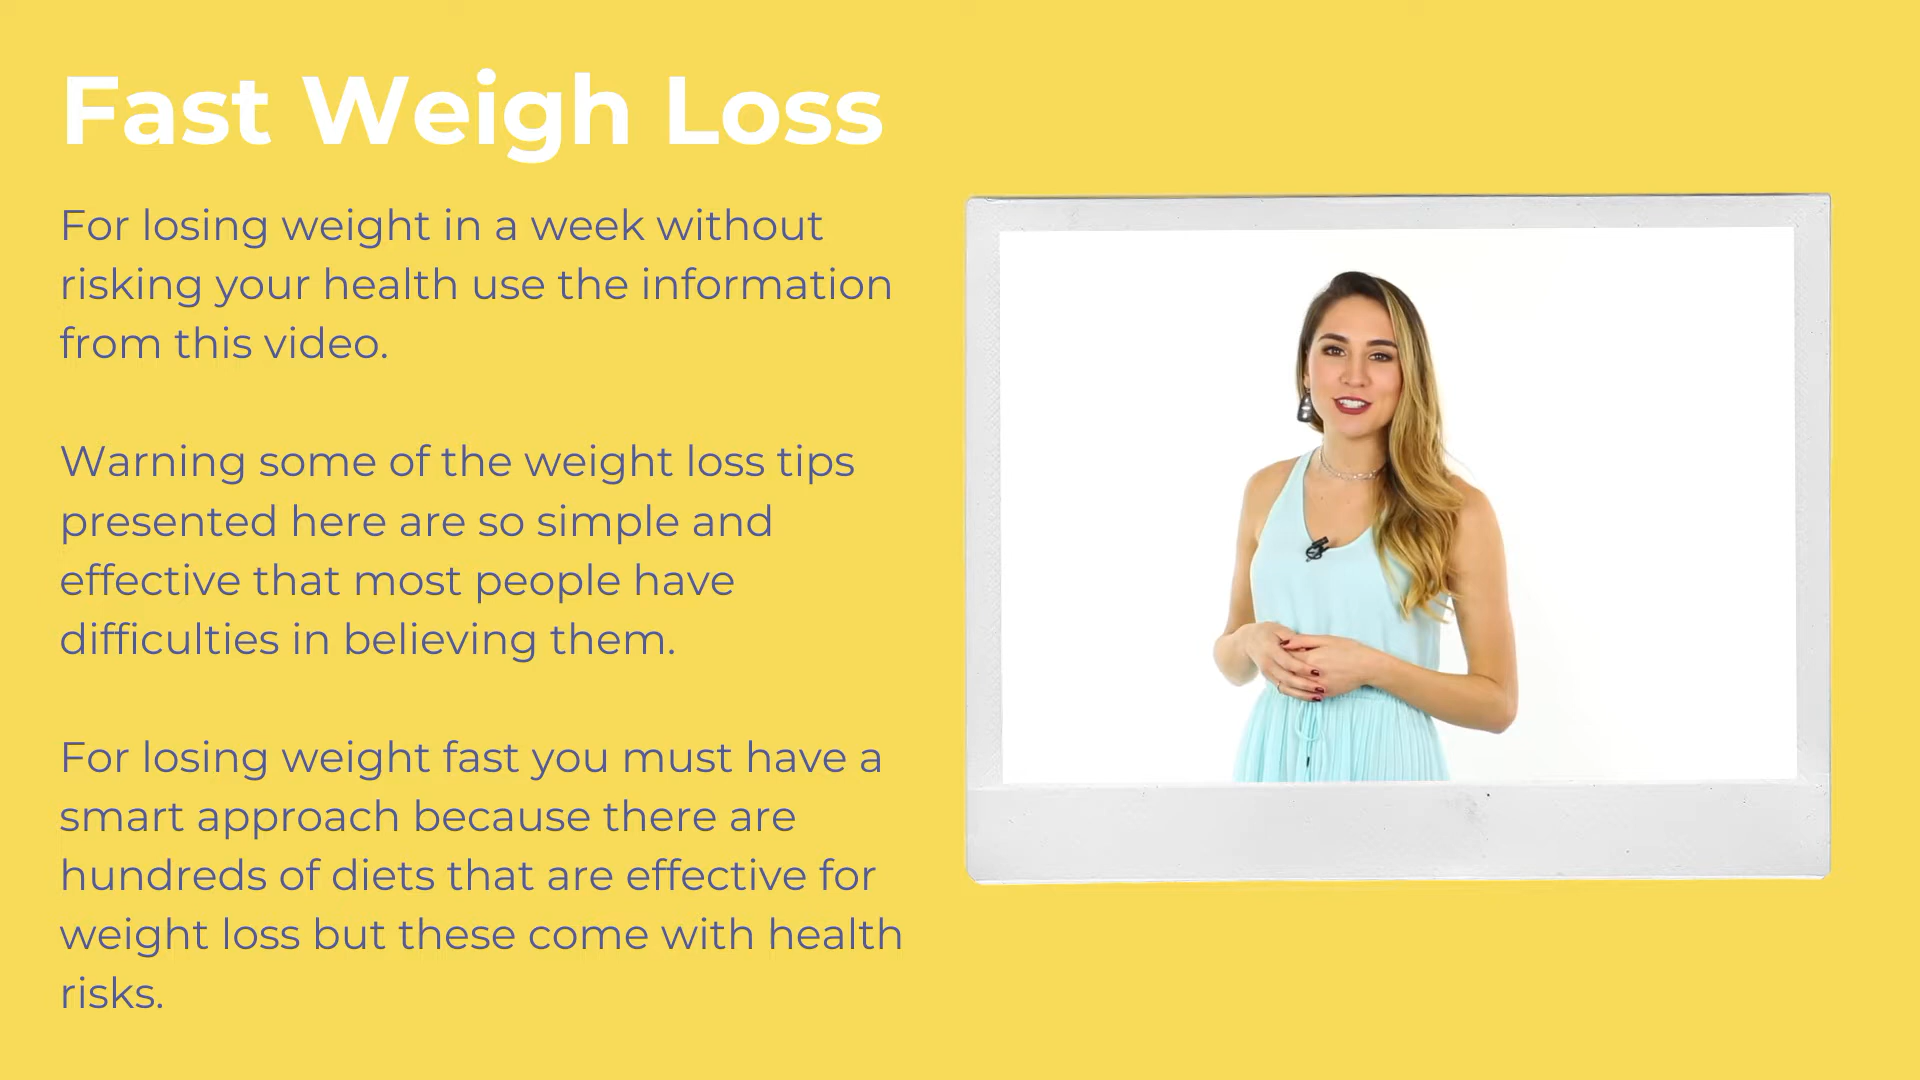 Fast Weigh Loss
For losing weight in a week without
risking your health use the information
from this video.
Warning some of the weight loss tips
presented here are so simple and
effective that most people have
difficulties in believing them.
For losing weight fast you must have a
smart approach because there are
hundreds of diets that are effective for
weight loss but these come with health
risks.